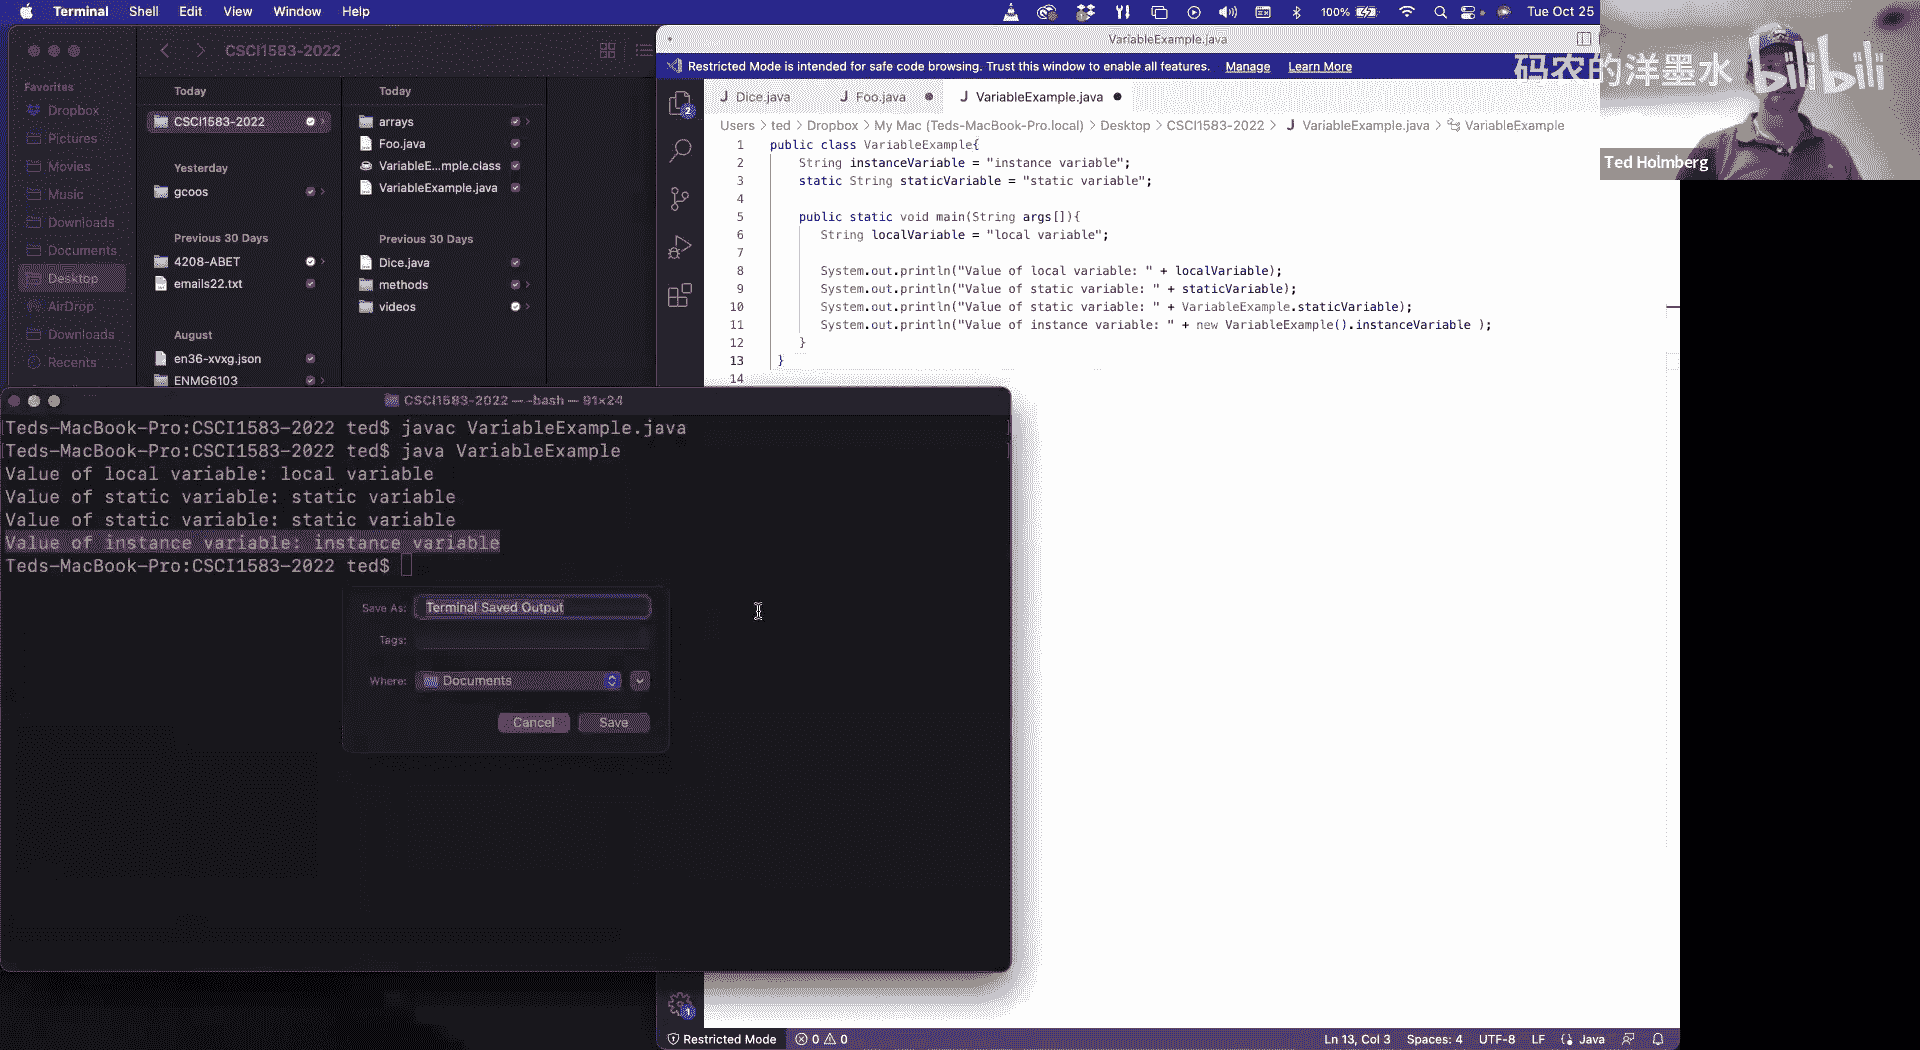 Terminal Shell Edit View Window Help
100% Tue Oct 25
CSCI1583-2022
Favorites
Dropbox
Pictures
Movies
Music
Downloads
Documents
Desktop
AirDrop
Downloads
Recents
Today
CSCI1583-2022
Yesterday
gcoos
Previous 30 Days
4208-ABET
emails22.txt
August
en36-xvxg.json
ENMG6103
Today
arrays
Foo.java
VariableE...mple.class
VariableExample.java
Previous 30 Days
Dice.java
methods
videos
VariableExample.java
Restricted Mode is intended for safe code browsing. Trust this window to enable all features. Manage Learn More
J Dice.java J Foo.java J VariableExample.java
Users > ted > Dropbox > My Mac (Teds-MacBook-Pro.local) > Desktop > CSCI1583-2022 > J VariableExample.java > VariableExample
1 public class VariableExample{
2 String instanceVariable = "instance variable";
3 static String staticVariable = "static variable";
4
5 public static void main(String args[]){
6 String localVariable = "local variable";
7
8 System.out.println("Value of local variable: " + localVariable);
9 System.out.println("Value of static variable: " + staticVariable);
10 System.out.println("Value of static variable: " + VariableExample.staticVariable);
11 System.out.println("Value of instance variable: " + new VariableExample().instanceVariable );
12 }
13 }
14
2
1
Restricted Mode 0 0 Ln 13, Col 3 Spaces: 4 UTF-8 LF Java
CSCI1583-2022 — -bash — 91×24
Teds-MacBook-Pro:CSCI1583-2022 ted$ javac VariableExample.java
Teds-MacBook-Pro:CSCI1583-2022 ted$ java VariableExample
Value of local variable: local variable
Value of static variable: static variable
Value of static variable: static variable
Value of instance variable: instance variable
Teds-MacBook-Pro:CSCI1583-2022 ted$
Save As: Terminal Saved Output
Tags:
Where: Documents
Cancel Save
码农的洋墨水 bilibili
Ted Holmberg